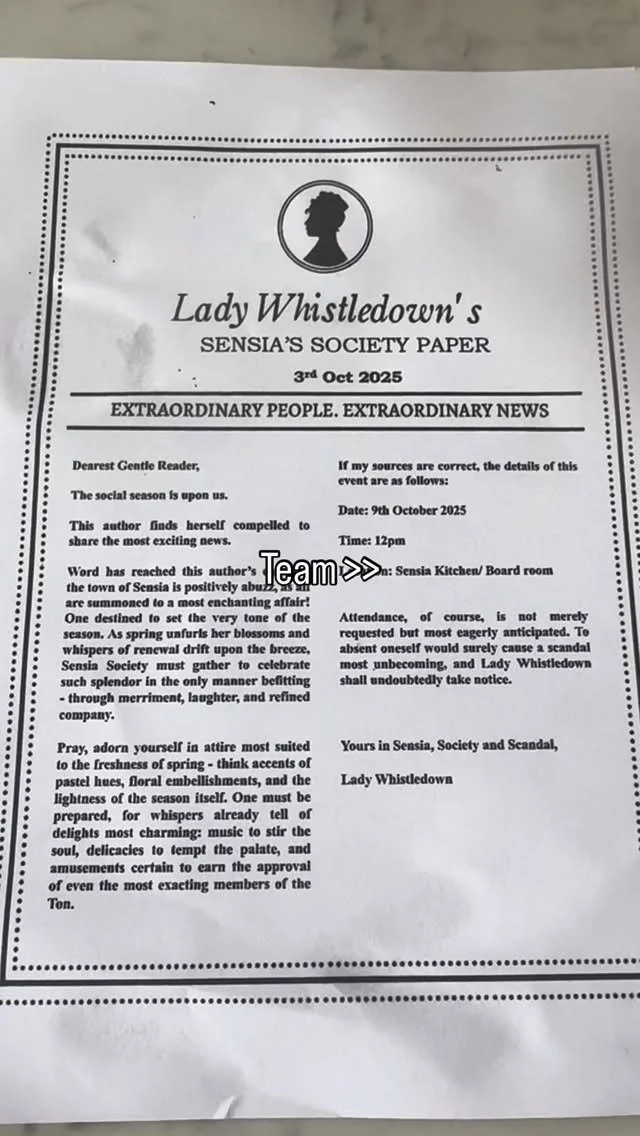 Lady Whistledown's
SENSIA'S SOCIETY PAPER
3rd Oct 2025
EXTRAORDINARY PEOPLE. EXTRAORDINARY NEWS
Dearest Gentle Reader,
The social season is upon us.
This author finds herself compelled to
share the most exciting news.
Word has reached this author's
the town of Sensia is positively abuzz, as all
are summoned to a most enchanting affair!
One destined to set the very tone of the
season. As spring unfurls her blossoms and
whispers of renewal drift upon the breeze,
Sensia Society must gather to celebrate
such splendor in the only manner befitting
- through merriment, laughter, and refined
company.
Pray, adorn yourself in attire most suited
to the freshness of spring - think accents of
pastel hues, floral embellishments, and the
lightness of the season itself. One must be
prepared, for whispers already tell of
delights most charming: music to stir the
soul, delicacies to tempt the palate, and
amusements certain to earn the approval
of even the most exacting members of the
Ton.
If my sources are correct, the details of this
event are as follows:
Date: 9th October 2025
Time: 12pm
Sensia Kitchen/ Board room
Attendance, of course, is not merely
requested but most eagerly anticipated. To
absent oneself would surely cause a scandal
most unbecoming, and Lady Whistledown
shall undoubtedly take notice.
Yours in Sensia, Society and Scandal,
Lady Whistledown
Team >>